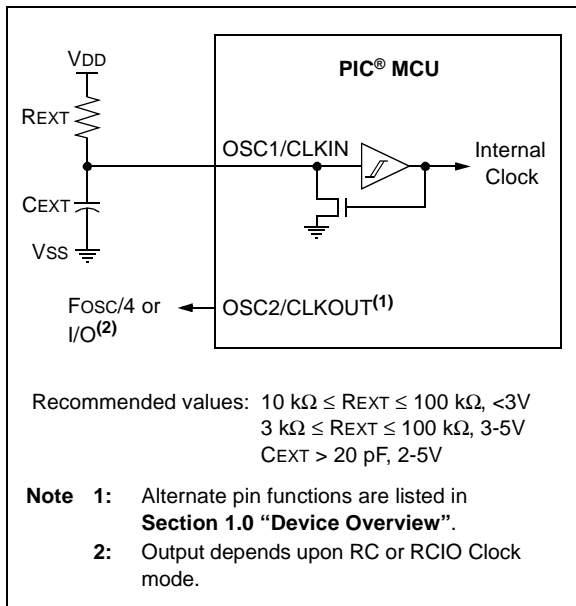 VDD
PIC® MCU
REXT
OSC1/CLKIN
Internal
Clock
CEXT
VSS
FOSC/4 or
I/O(2)
OSC2/CLKOUT(1)
Recommended values: 10 kΩ ≤ REXT ≤ 100 kΩ, <3V
3 kΩ ≤ REXT ≤ 100 kΩ, 3-5V
CEXT > 20 pF, 2-5V
Note 1: Alternate pin functions are listed in
Section 1.0 “Device Overview”.
2: Output depends upon RC or RCIO Clock
mode.